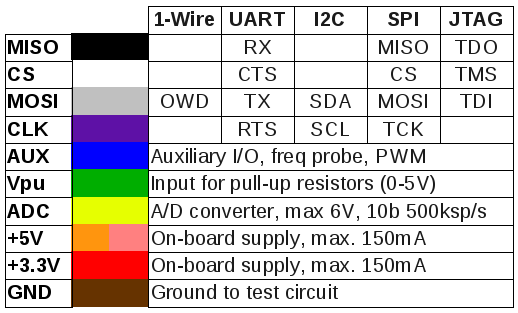 1-Wire UART I2C SPI JTAG
MISO RX MISO TDO
CS CTS CS TMS
MOSI OWD TX SDA MOSI TDI
CLK RTS SCL TCK
AUX Auxiliary I/O, freq probe, PWM
Vpu Input for pull-up resistors (0-5V)
ADC A/D converter, max 6V, 10b 500ksp/s
+5V On-board supply, max. 150mA
+3.3V On-board supply, max. 150mA
GND Ground to test circuit